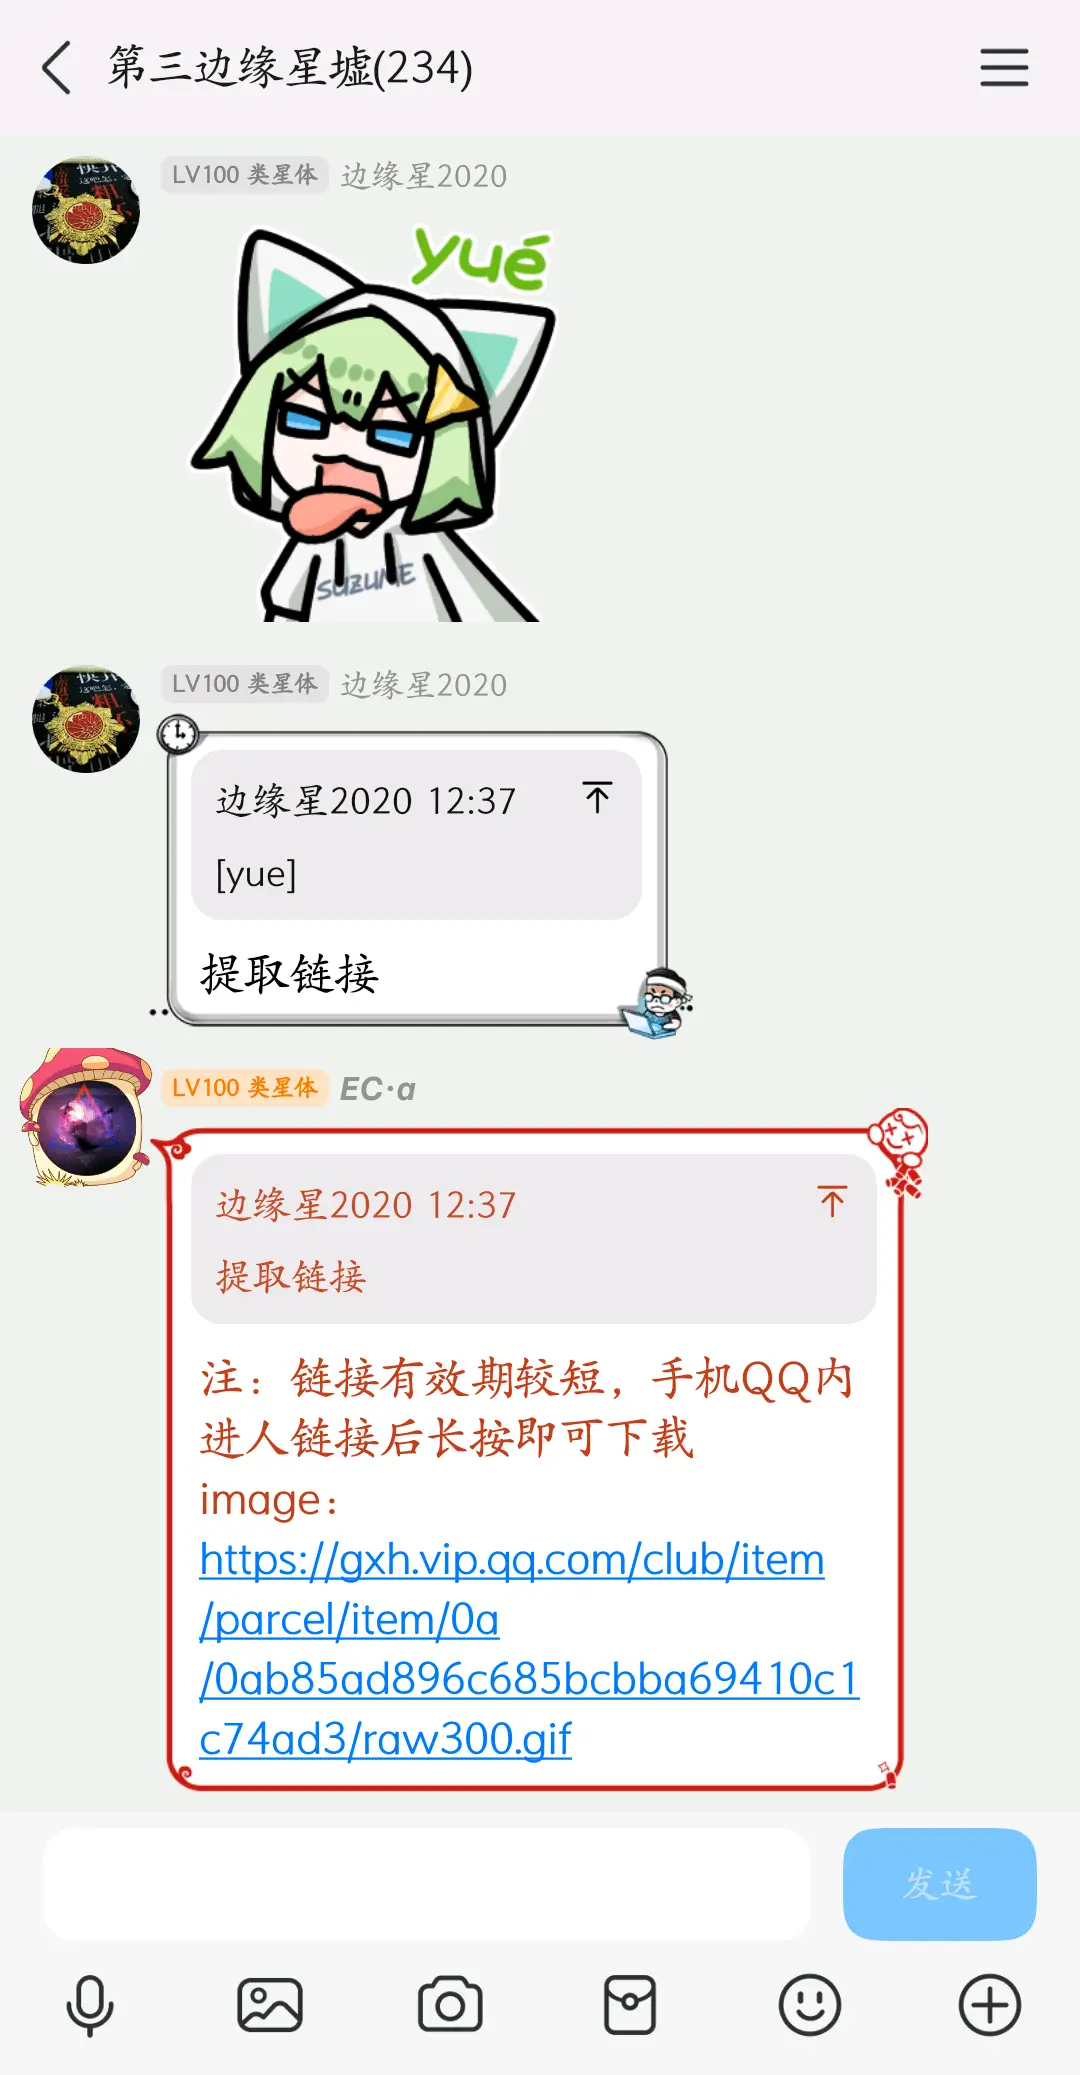 第三边缘星墟(234)
LV100 类星体 边缘星2020
yué
SUZUME
LV100 类星体 边缘星2020
边缘星2020 12:37
[yue]
提取链接
LV100 类星体 EC·a
边缘星2020 12:37
提取链接
注：链接有效期较短，手机QQ内
进入链接后长按即可下载
image：
https://gxh.vip.qq.com/club/item
/parcel/item/0a
/0ab85ad896c685bcbba69410c1
c74ad3/raw300.gif
发送